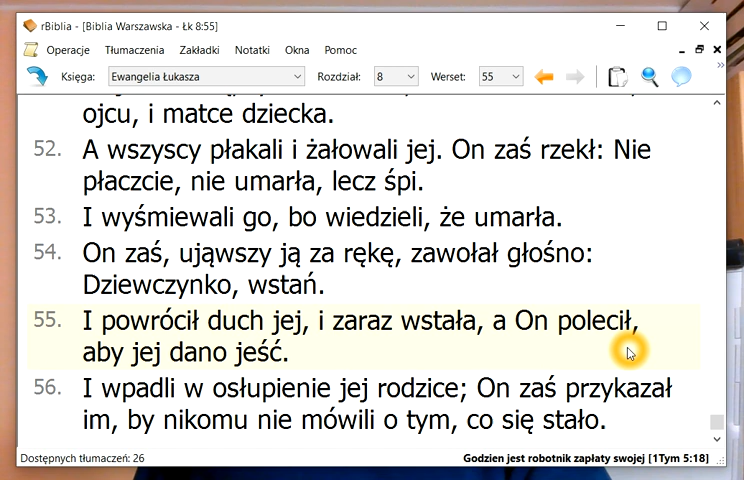 rBiblia - [Biblia Warszawska - Łk 8:55]
Operacje Tłumaczenia Zakładki Notatki Okna Pomoc
Księga: Ewangelia Łukasza Rozdział: 8 Werset: 55
ojcu, i matce dziecka.
52. A wszyscy płakali i żałowali jej. On zaś rzekł: Nie
płaczcie, nie umarła, lecz śpi.
53. I wyśmiewali go, bo wiedzieli, że umarła.
54. On zaś, ująwszy ją za rękę, zawołał głośno:
Dziewczynko, wstań.
55. I powrócił duch jej, i zaraz wstała, a On polecił,
aby jej dano jeść.
56. I wpadli w osłupienie jej rodzice; On zaś przykazał
im, by nikomu nie mówili o tym, co się stało.
Dostępnych tłumaczeń: 26 Godzien jest robotnik zapłaty swojej [1Tym 5:18]